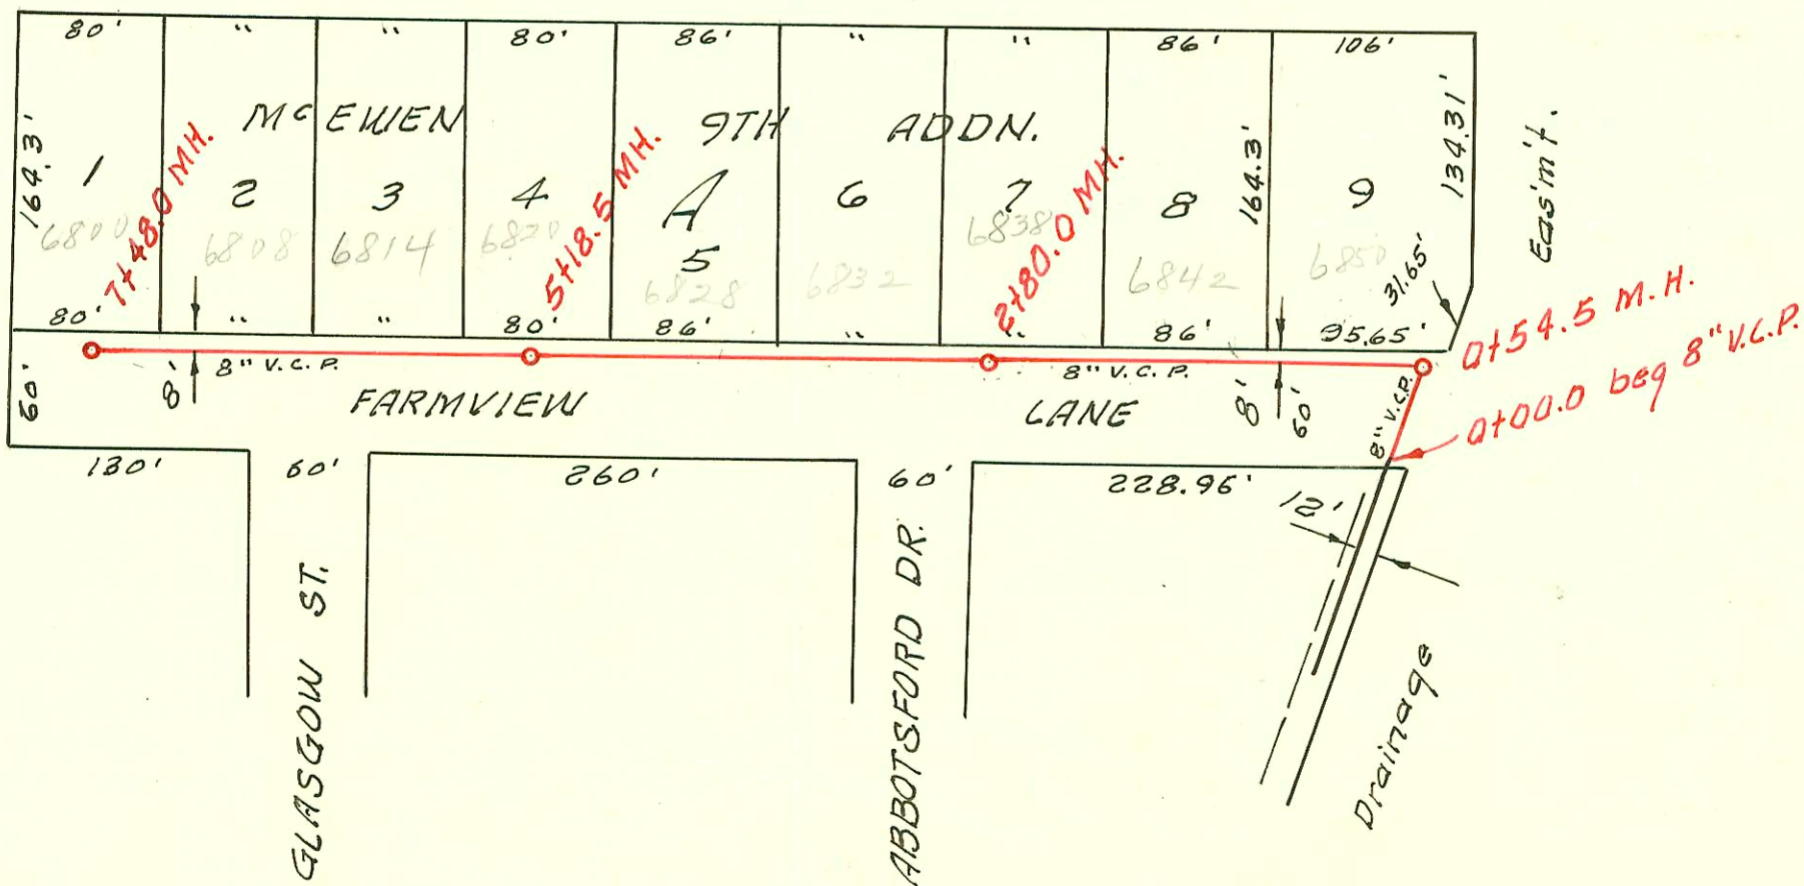 80' " " 80' 86' " " 86' 106'
Mc EWEN 9TH ADDN.
164.3' 164.3' 134.31'
Eas'm't.
1 2 3 4 A 6 7 8 9
5
6800 6808 6814 6820 6828 6832 6838 6842 6850
7+48.0 MH.
5+18.5 MH.
2+80.0 MH.
31.65'
80' " " 80' 86' " " 86' 95.65'
0+54.5 M.H.
0+00.0 beg 8" V.C.P.
60' 8' 8" V.C.P. 8" V.C.P. 8' 60' 8" V.C.P.
FARMVIEW LANE
130' 60' 260' 60' 228.96'
12'
GLASGOW ST.
ABBOTSFORD DR.
Drainage